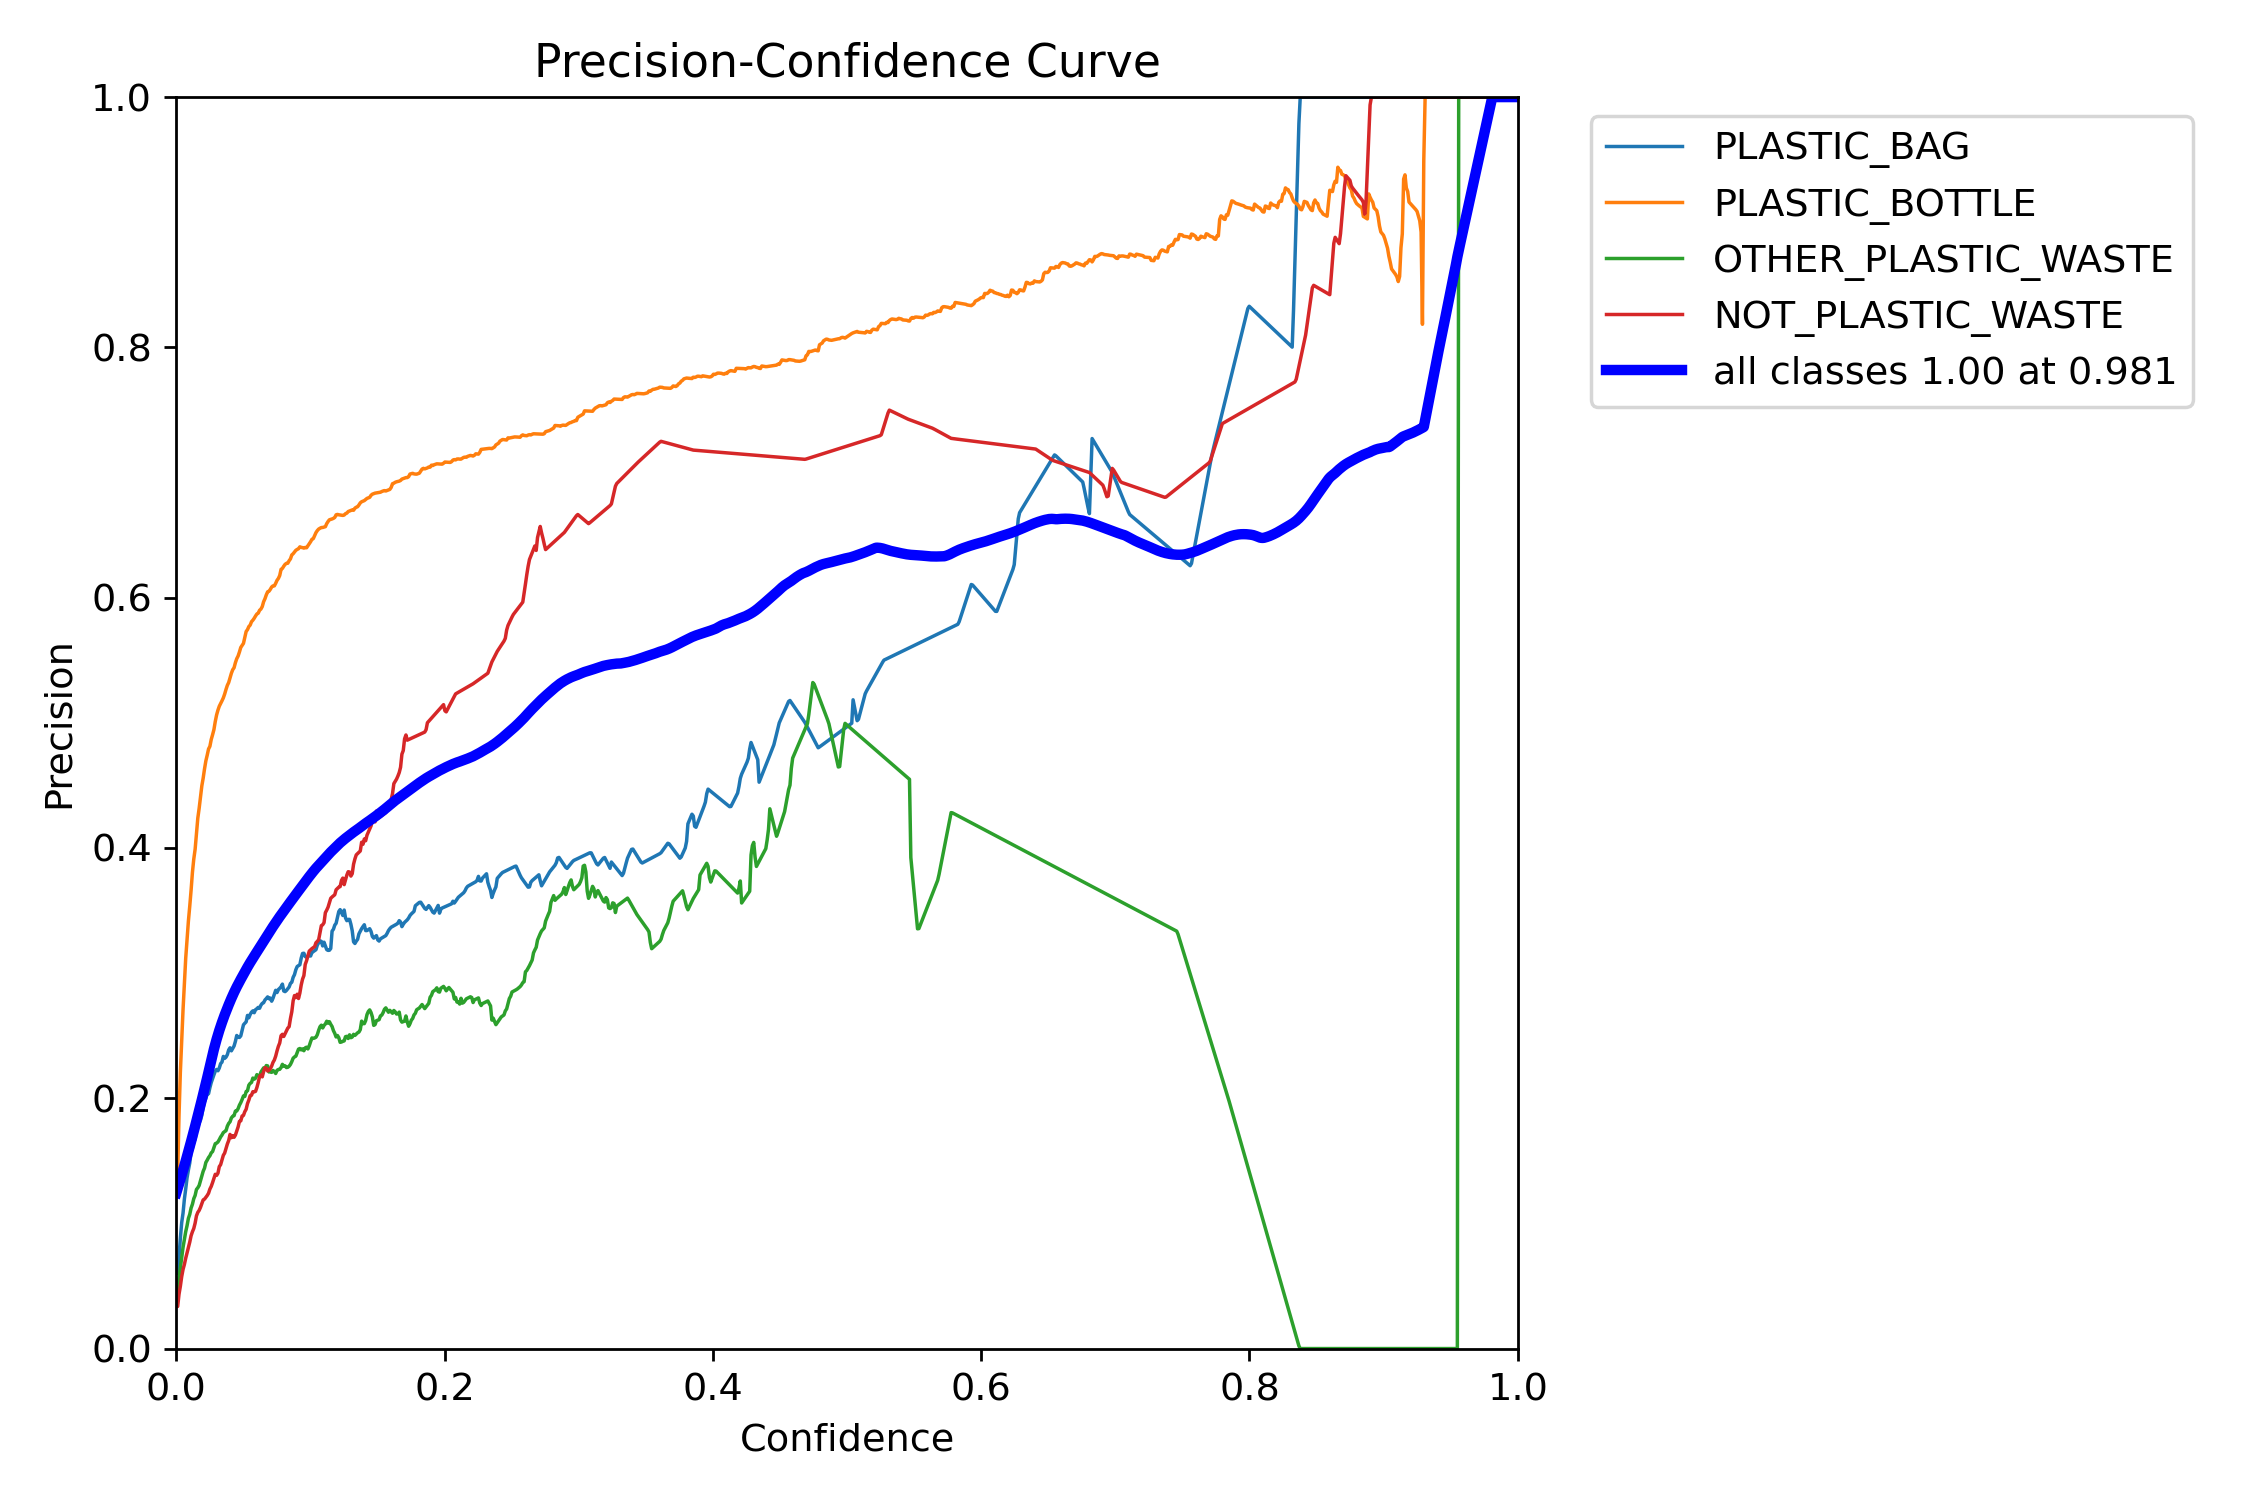 Precision-Confidence Curve
1.0
0.8
0.6
0.4
0.2
0.0
Precision
0.0 0.2 0.4 0.6 0.8 1.0
Confidence
PLASTIC_BAG
PLASTIC_BOTTLE
OTHER_PLASTIC_WASTE
NOT_PLASTIC_WASTE
all classes 1.00 at 0.981